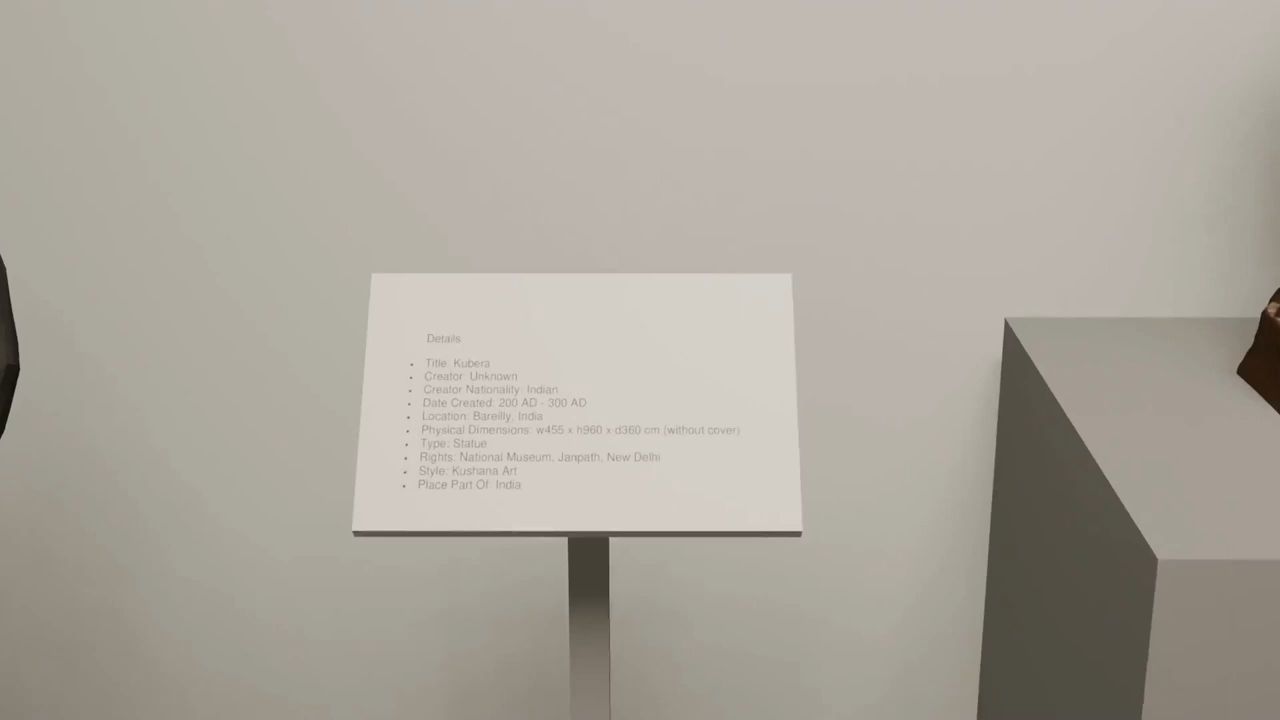 Details
• Title: Kubera
• Creator: Unknown
• Creator Nationality: Indian
• Date Created: 200 AD - 300 AD
• Location: Bareilly, India
• Physical Dimensions: w455 x h960 x d360 cm (without cover)
• Type: Statue
• Rights: National Museum, Janpath, New Delhi
• Style: Kushana Art
• Place Part Of: India